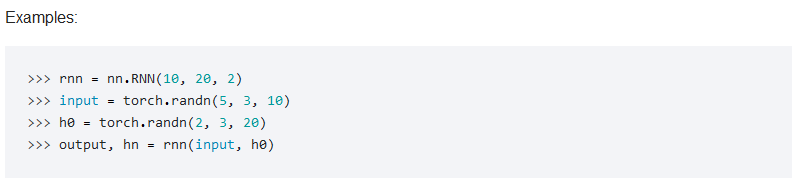 Examples:
>>> rnn = nn.RNN(10, 20, 2)
>>> input = torch.randn(5, 3, 10)
>>> h0 = torch.randn(2, 3, 20)
>>> output, hn = rnn(input, h0)